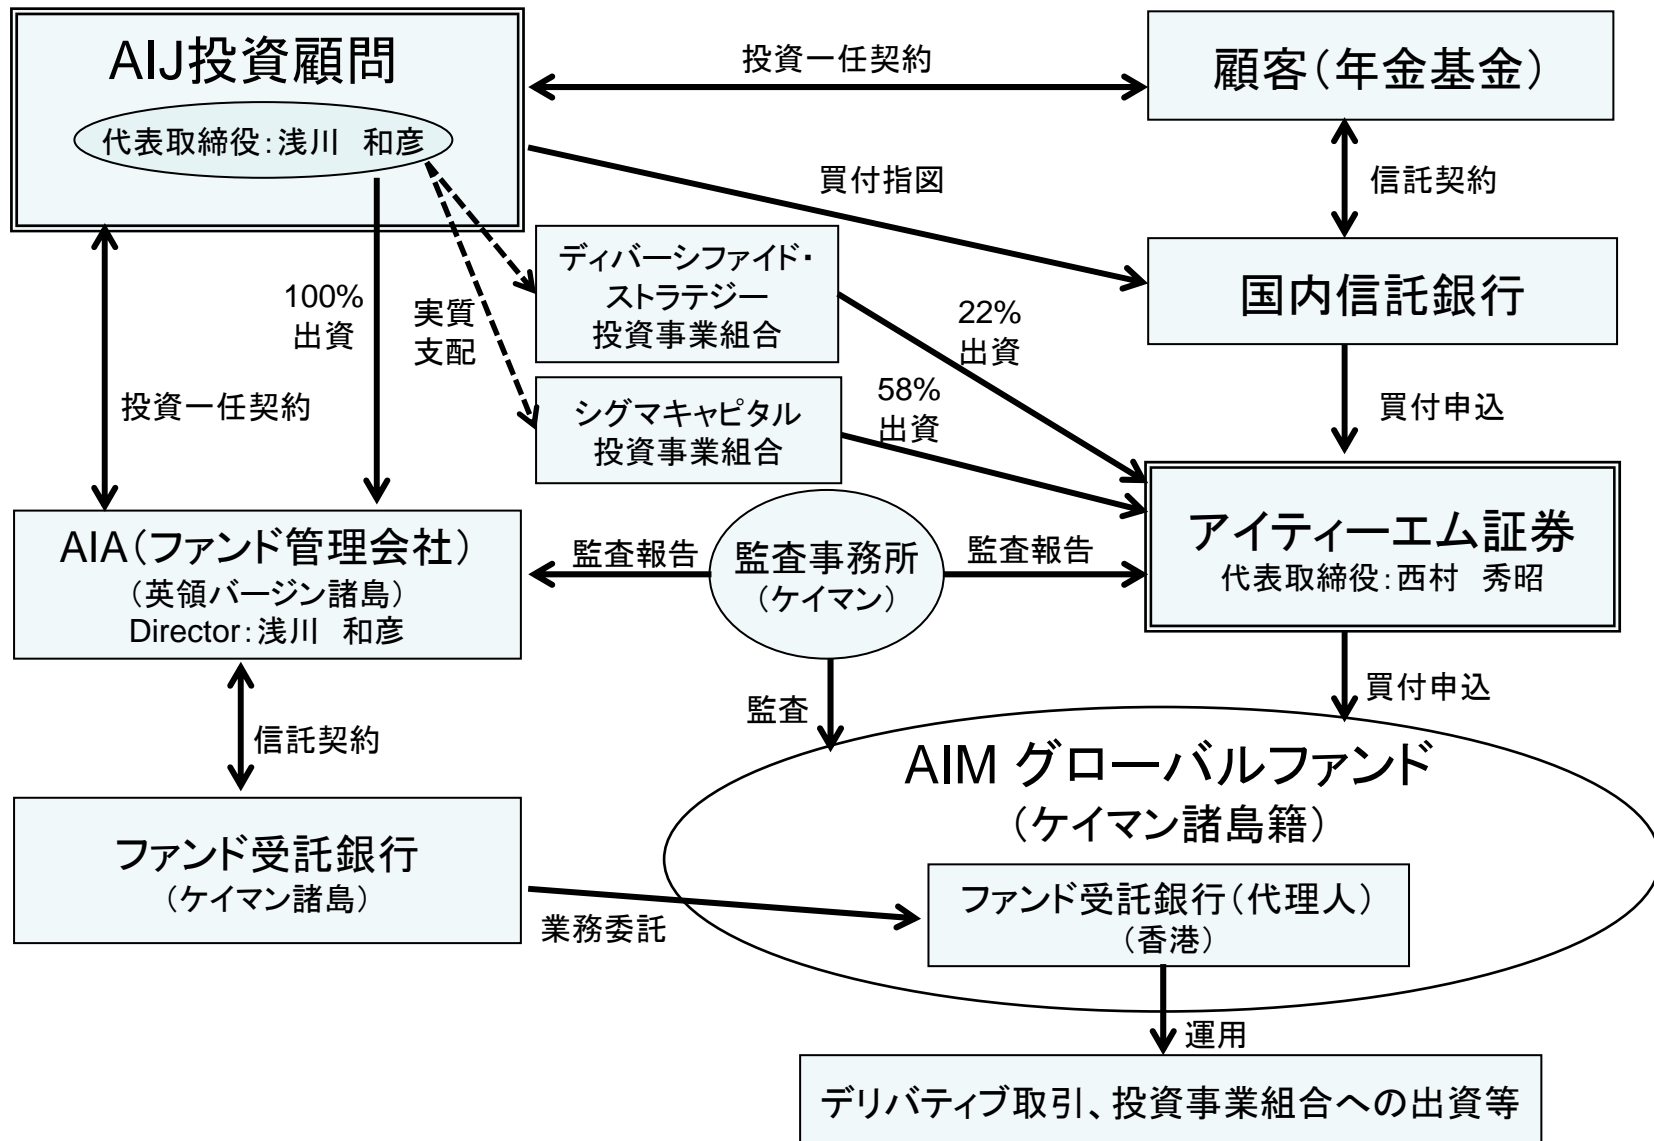 AIJ投資顧問
代表取締役：浅川　和彦
投資一任契約
顧客（年金基金）
買付指図
信託契約
国内信託銀行
ディバーシファイド・
ストラテジー
投資事業組合
100%
出資
実質
支配
22%
出資
58%
出資
シグマキャピタル
投資事業組合
投資一任契約
買付申込
AIA（ファンド管理会社）
（英領バージン諸島）
Director：浅川　和彦
監査報告
監査事務所
（ケイマン）
監査報告
アイティーエム証券
代表取締役：西村　秀昭
信託契約
監査
買付申込
AIM グローバルファンド
（ケイマン諸島籍）
ファンド受託銀行
（ケイマン諸島）
業務委託
ファンド受託銀行（代理人）
（香港）
運用
デリバティブ取引、投資事業組合への出資等